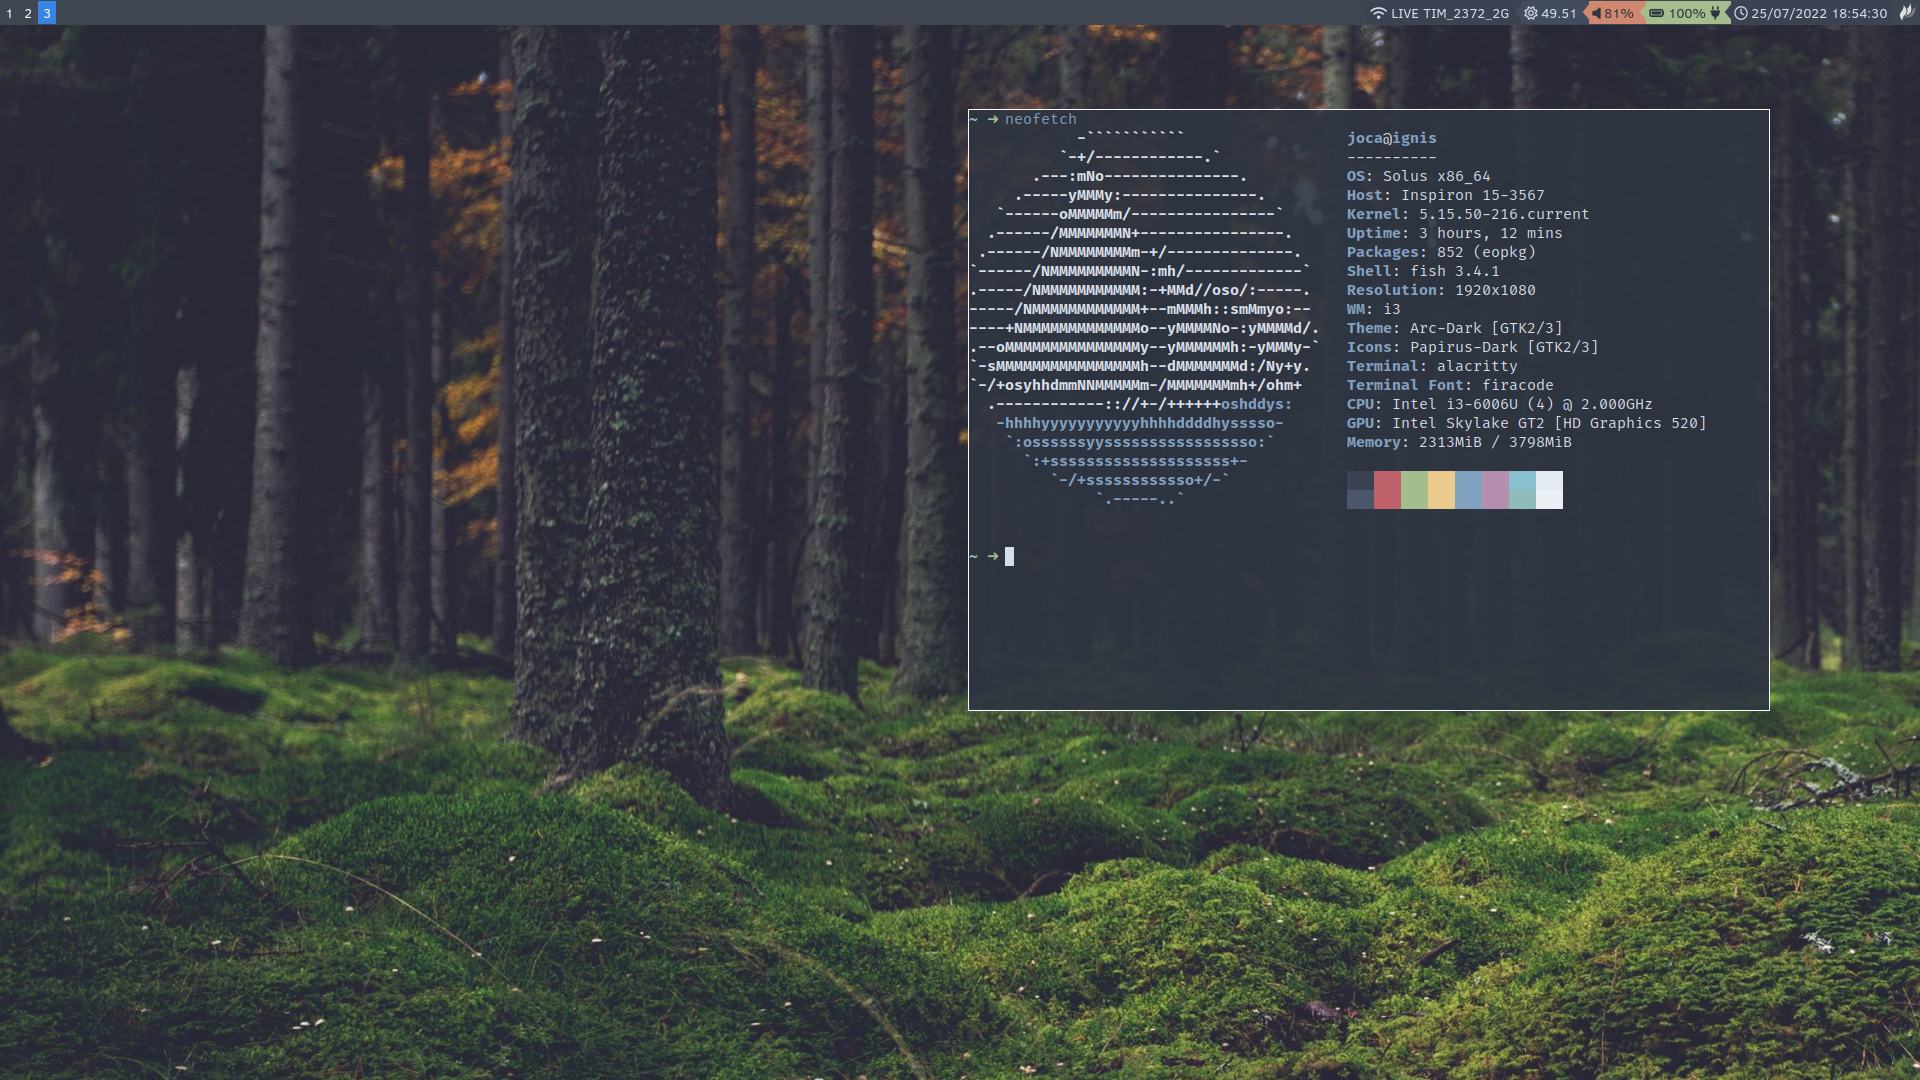 1 2 3
LIVE TIM_2372_2G 49.51 81% 100% 25/07/2022 18:54:30
~ ➜ neofetch
-```````````
`-+/------------.`
.---:mNo---------------.
.-----yMMMy:---------------.
`------oMMMMMm/----------------`
.------/MMMMMMMN+----------------.
.------/NMMMMMMMMm-+/--------------.
`------/NMMMMMMMMMN-:mh/-------------`
.-----/NMMMMMMMMMMM:-+MMd//oso/:-----.
-----/NMMMMMMMMMMMM+--mMMMh::smMmyo:--
----+NMMMMMMMMMMMMMo--yMMMMNo-:yMMMMd/.
.--oMMMMMMMMMMMMMMMy--yMMMMMMh:-yMMMy-`
`-sMMMMMMMMMMMMMMMMh--dMMMMMMMd:/Ny+y.
`-/+osyhhdmmNNMMMMMm-/MMMMMMMmh+/ohm+
.------------:://+-/++++++oshddys:
-hhhhyyyyyyyyyyyhhhhddddhysssso-
`:ossssssyysssssssssssssssso:`
`:+ssssssssssssssssssss+-
`-/+ssssssssssso+/-`
`.-----..`
joca@ignis
----------
OS: Solus x86_64
Host: Inspiron 15-3567
Kernel: 5.15.50-216.current
Uptime: 3 hours, 12 mins
Packages: 852 (eopkg)
Shell: fish 3.4.1
Resolution: 1920x1080
WM: i3
Theme: Arc-Dark [GTK2/3]
Icons: Papirus-Dark [GTK2/3]
Terminal: alacritty
Terminal Font: firacode
CPU: Intel i3-6006U (4) @ 2.000GHz
GPU: Intel Skylake GT2 [HD Graphics 520]
Memory: 2313MiB / 3798MiB
~ ➜